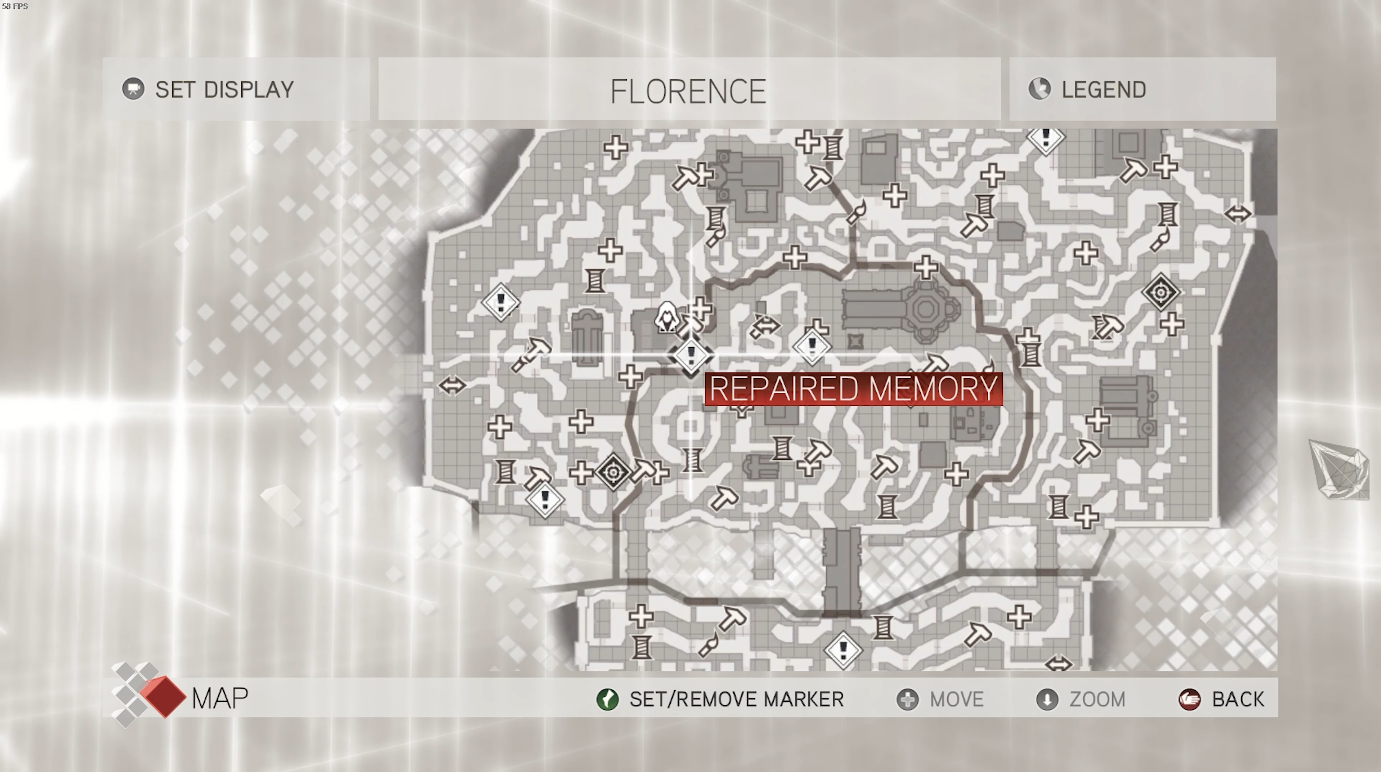 58 FPS
SET DISPLAY
FLORENCE
LEGEND
REPAIRED MEMORY
MAP
SET/REMOVE MARKER
MOVE
ZOOM
BACK